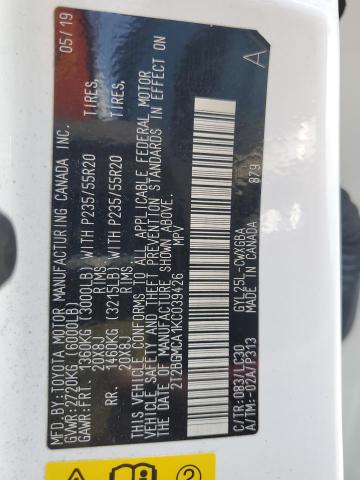 MFD.BY: TOYOTA MOTOR MANUFACTURING CANADA INC. 05/19
GVWR: 2720KG (6000LB)
GAWR:FRT. 1360KG (3000LB) WITH P235/55R20 TIRES,
20X8J RIMS
RR. 1460KG (3215LB) WITH P235/55R20 TIRES,
20X8J RIMS
THIS VEHICLE CONFORMS TO ALL APPLICABLE FEDERAL MOTOR
VEHICLE SAFETY AND THEFT PREVENTION STANDARDS IN EFFECT ON
THE DATE OF MANUFACTURE SHOWN ABOVE.
2T2BGMCA1KC039426 MPV
A
C/TR:083/LC30 GYL25L-CWXGBA
A/TM:-02A/P313 MADE IN CANADA 879